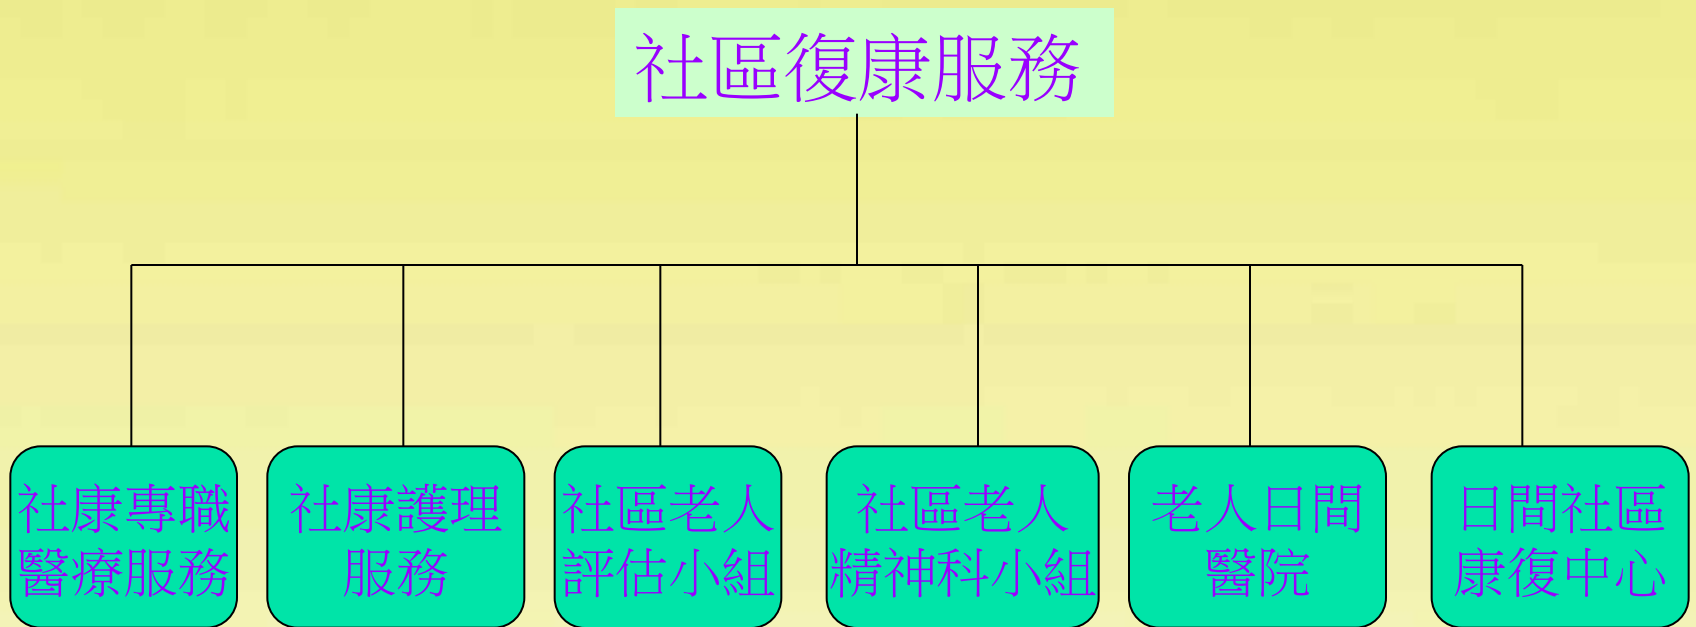 社區復康服務
社康專職
醫療服務
社康護理
服務
社區老人
評估小組
社區老人
精神科小組
老人日間
醫院
日間社區
康復中心